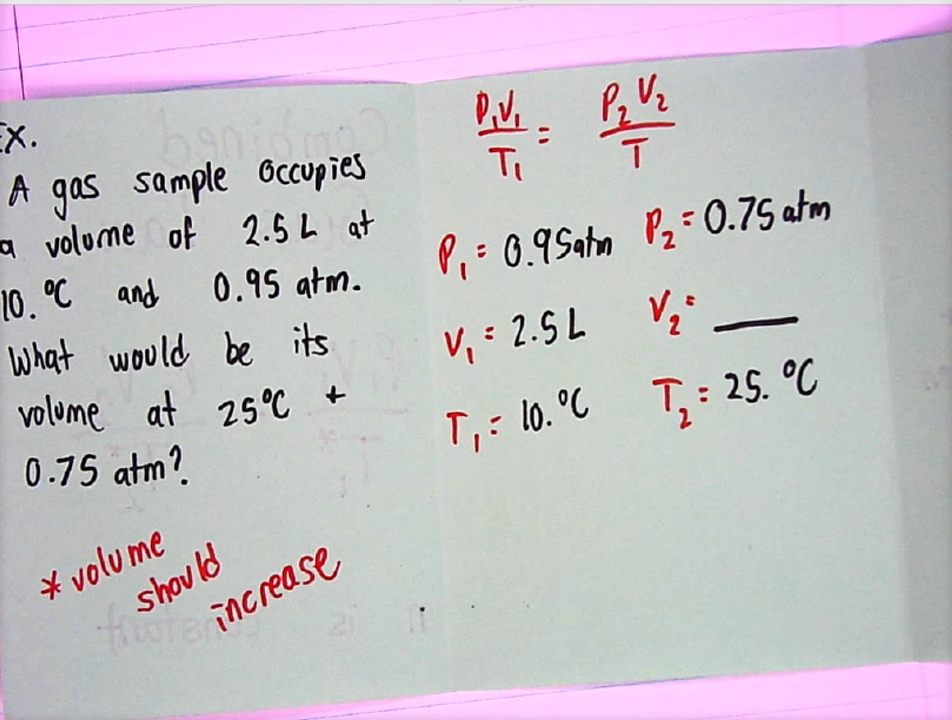 EX.
A gas sample occupies
a volume of 2.5 L at
10. °C and 0.95 atm.
What would be its
volume at 25°C +
0.75 atm?
* volume
should
increase
P₁V₁ / T₁ = P₂V₂ / T
P₁ = 0.95atm P₂ = 0.75 atm
V₁ = 2.5 L V₂ = ___
T₁ = 10. °C T₂ = 25. °C